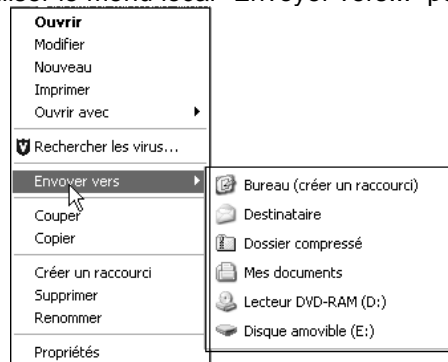 Ouvrir
Modifier
Nouveau
Imprimer
Ouvrir avec
Rechercher les virus...
Envoyer vers
Couper
Copier
Créer un raccourci
Supprimer
Renommer
Propriétés
Bureau (créer un raccourci)
Destinataire
Dossier compressé
Mes documents
Lecteur DVD-RAM (D:)
Disque amovible (E:)